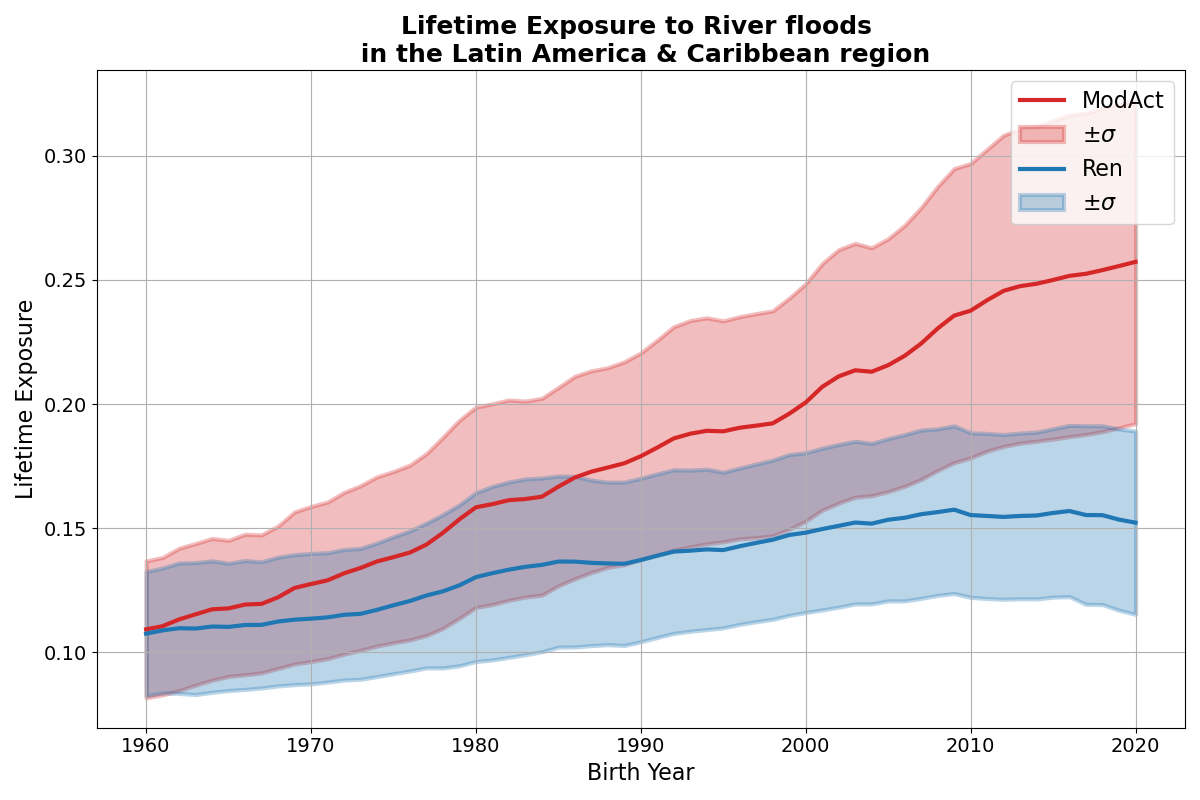 Lifetime Exposure to River floods
in the Latin America & Caribbean region
ModAct
±σ
Ren
±σ
Lifetime Exposure
0.30
0.25
0.20
0.15
0.10
1960 1970 1980 1990 2000 2010 2020
Birth Year